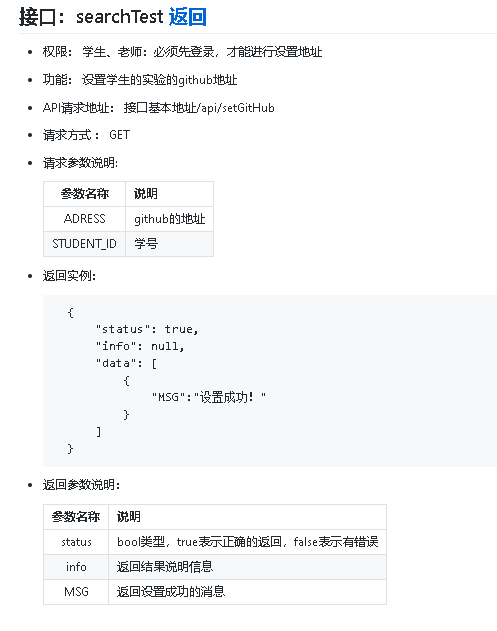 接口：searchTest 返回
权限： 学生、老师：必须先登录，才能进行设置地址
功能： 设置学生的实验的github地址
API请求地址： 接口基本地址/api/setGitHub
请求方式 ： GET
请求参数说明:
参数名称 说明
ADRESS github的地址
STUDENT_ID 学号
返回实例：
{
"status": true,
"info": null,
"data": [
{
"MSG":"设置成功！"
}
]
}
返回参数说明：
参数名称 说明
status bool类型，true表示正确的返回，false表示有错误
info 返回结果说明信息
MSG 返回设置成功的消息